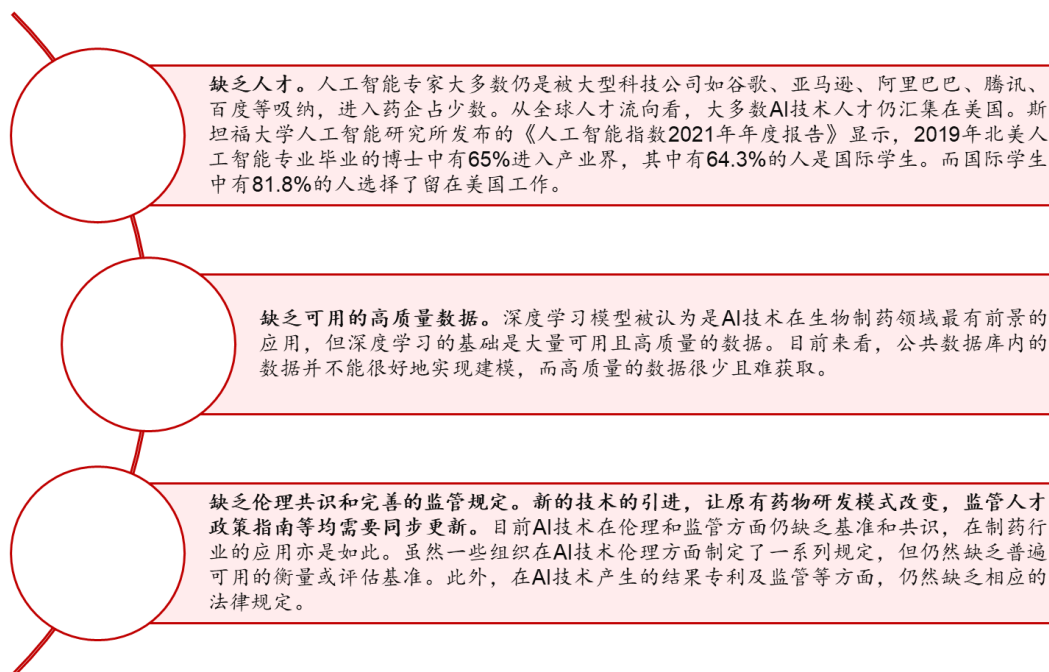 缺乏人才。人工智能专家大多数仍是被大型科技公司如谷歌、亚马逊、阿里巴巴、腾讯、
百度等吸纳，进入药企占少数。从全球人才流向看，大多数AI技术人才仍汇集在美国。斯
坦福大学人工智能研究所发布的《人工智能指数2021年年度报告》显示，2019年北美人
工智能专业毕业的博士中有65%进入产业界，其中有64.3%的人是国际学生。而国际学生
中有81.8%的人选择了留在美国工作。
缺乏可用的高质量数据。深度学习模型被认为是AI技术在生物制药领域最有前景的
应用，但深度学习的基础是大量可用且高质量的数据。目前来看，公共数据库内的
数据并不能很好地实现建模，而高质量的数据很少且难获取。
缺乏伦理共识和完善的监管规定。新的技术的引进，让原有药物研发模式改变，监管人才
政策指南等均需要同步更新。目前AI技术在伦理和监管方面仍缺乏基准和共识，在制药行
业的应用亦是如此。虽然一些组织在AI技术伦理方面制定了一系列规定，但仍然缺乏普遍
可用的衡量或评估基准。此外，在AI技术产生的结果专利及监管等方面，仍然缺乏相应的
法律规定。